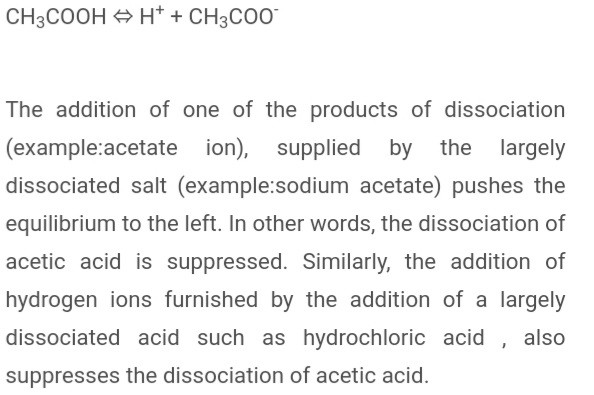 CH₃COOH ⇔ H⁺ + CH₃COO⁻
The addition of one of the products of dissociation
(example:acetate ion), supplied by the largely
dissociated salt (example:sodium acetate) pushes the
equilibrium to the left. In other words, the dissociation of
acetic acid is suppressed. Similarly, the addition of
hydrogen ions furnished by the addition of a largely
dissociated acid such as hydrochloric acid , also
suppresses the dissociation of acetic acid.